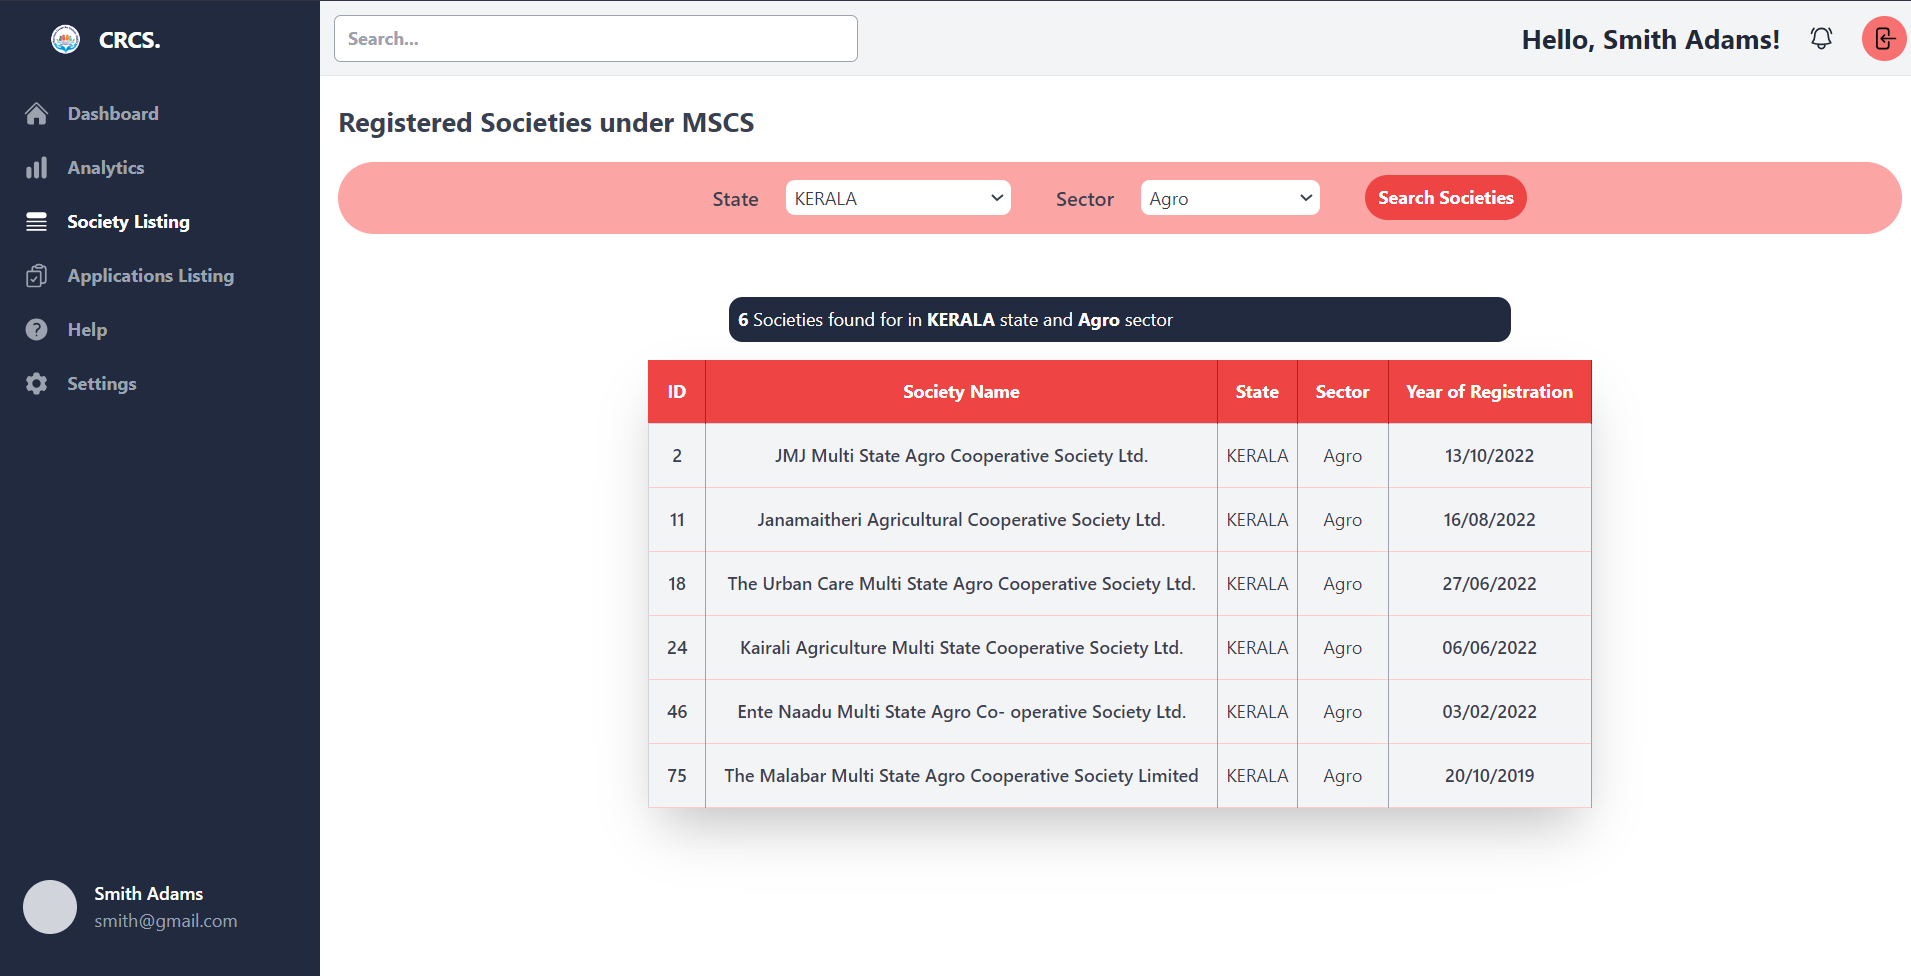 CRCS.
Dashboard
Analytics
Society Listing
Applications Listing
Help
Settings
Smith Adams
smith@gmail.com
Search...
Hello, Smith Adams!
Registered Societies under MSCS
State KERALA Sector Agro Search Societies
6 Societies found for in KERALA state and Agro sector
ID Society Name State Sector Year of Registration
2 JMJ Multi State Agro Cooperative Society Ltd. KERALA Agro 13/10/2022
11 Janamaitheri Agricultural Cooperative Society Ltd. KERALA Agro 16/08/2022
18 The Urban Care Multi State Agro Cooperative Society Ltd. KERALA Agro 27/06/2022
24 Kairali Agriculture Multi State Cooperative Society Ltd. KERALA Agro 06/06/2022
46 Ente Naadu Multi State Agro Co- operative Society Ltd. KERALA Agro 03/02/2022
75 The Malabar Multi State Agro Cooperative Society Limited KERALA Agro 20/10/2019